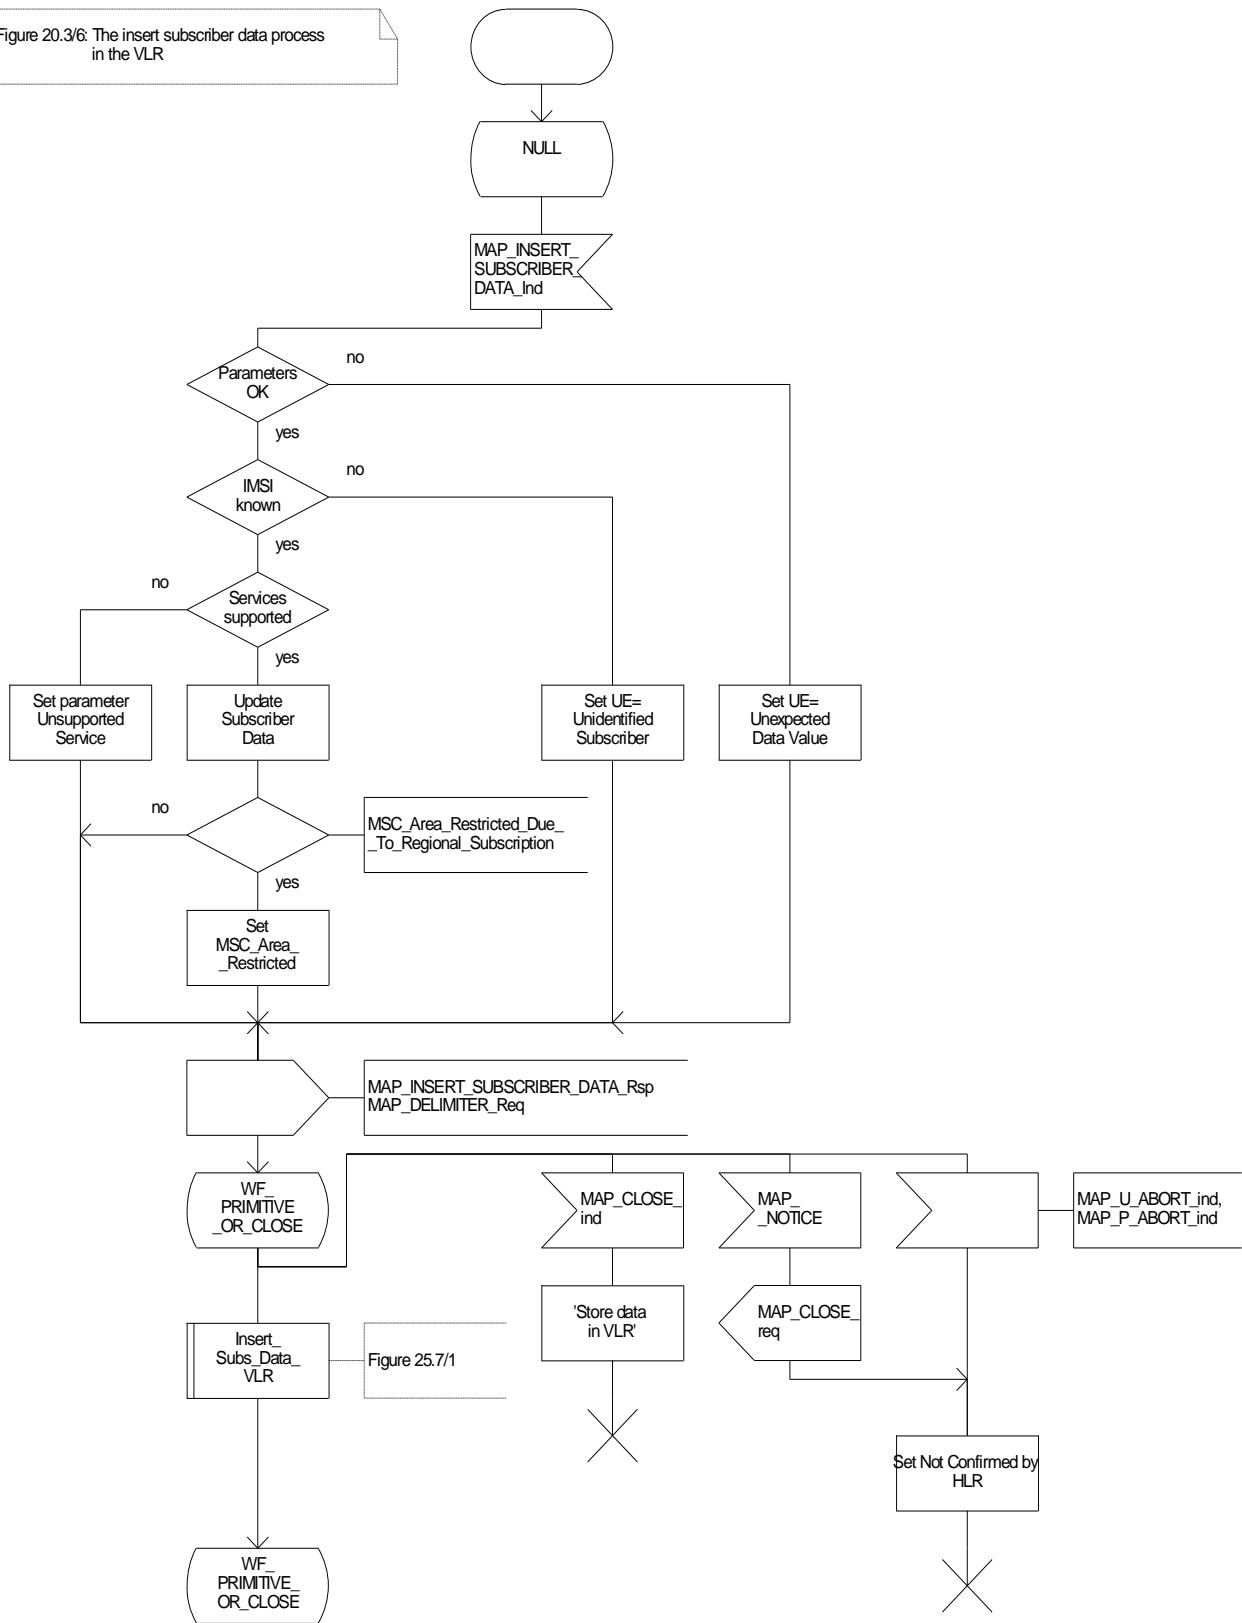 Figure 20.3/6: The insert subscriber data process
in the VLR
NULL
MAP_INSERT_
SUBSCRIBER_
DATA_Ind
no
Parameters
OK
yes
no
IMSI
known
yes
no
Services
supported
yes
Set parameter
Unsupported
Service
Update
Subscriber
Data
Set UE=
Unidentified
Subscriber
Set UE=
Unexpected
Data Value
no
MSC_Area_Restricted_Due_
_To_Regional_Subscription
yes
Set
MSC_Area_
_Restricted
MAP_INSERT_SUBSCRIBER_DATA_Rsp
MAP_DELIMITER_Req
WF_
PRIMITIVE
_OR_CLOSE
MAP_CLOSE_
ind
MAP_
_NOTICE
MAP_U_ABORT_ind,
MAP_P_ABORT_ind
'Store data
in VLR'
MAP_CLOSE_
req
Insert_
Subs_Data_
VLR
Figure 25.7/1
Set Not Confirmed by
HLR
WF_
PRIMITIVE_
OR_CLOSE